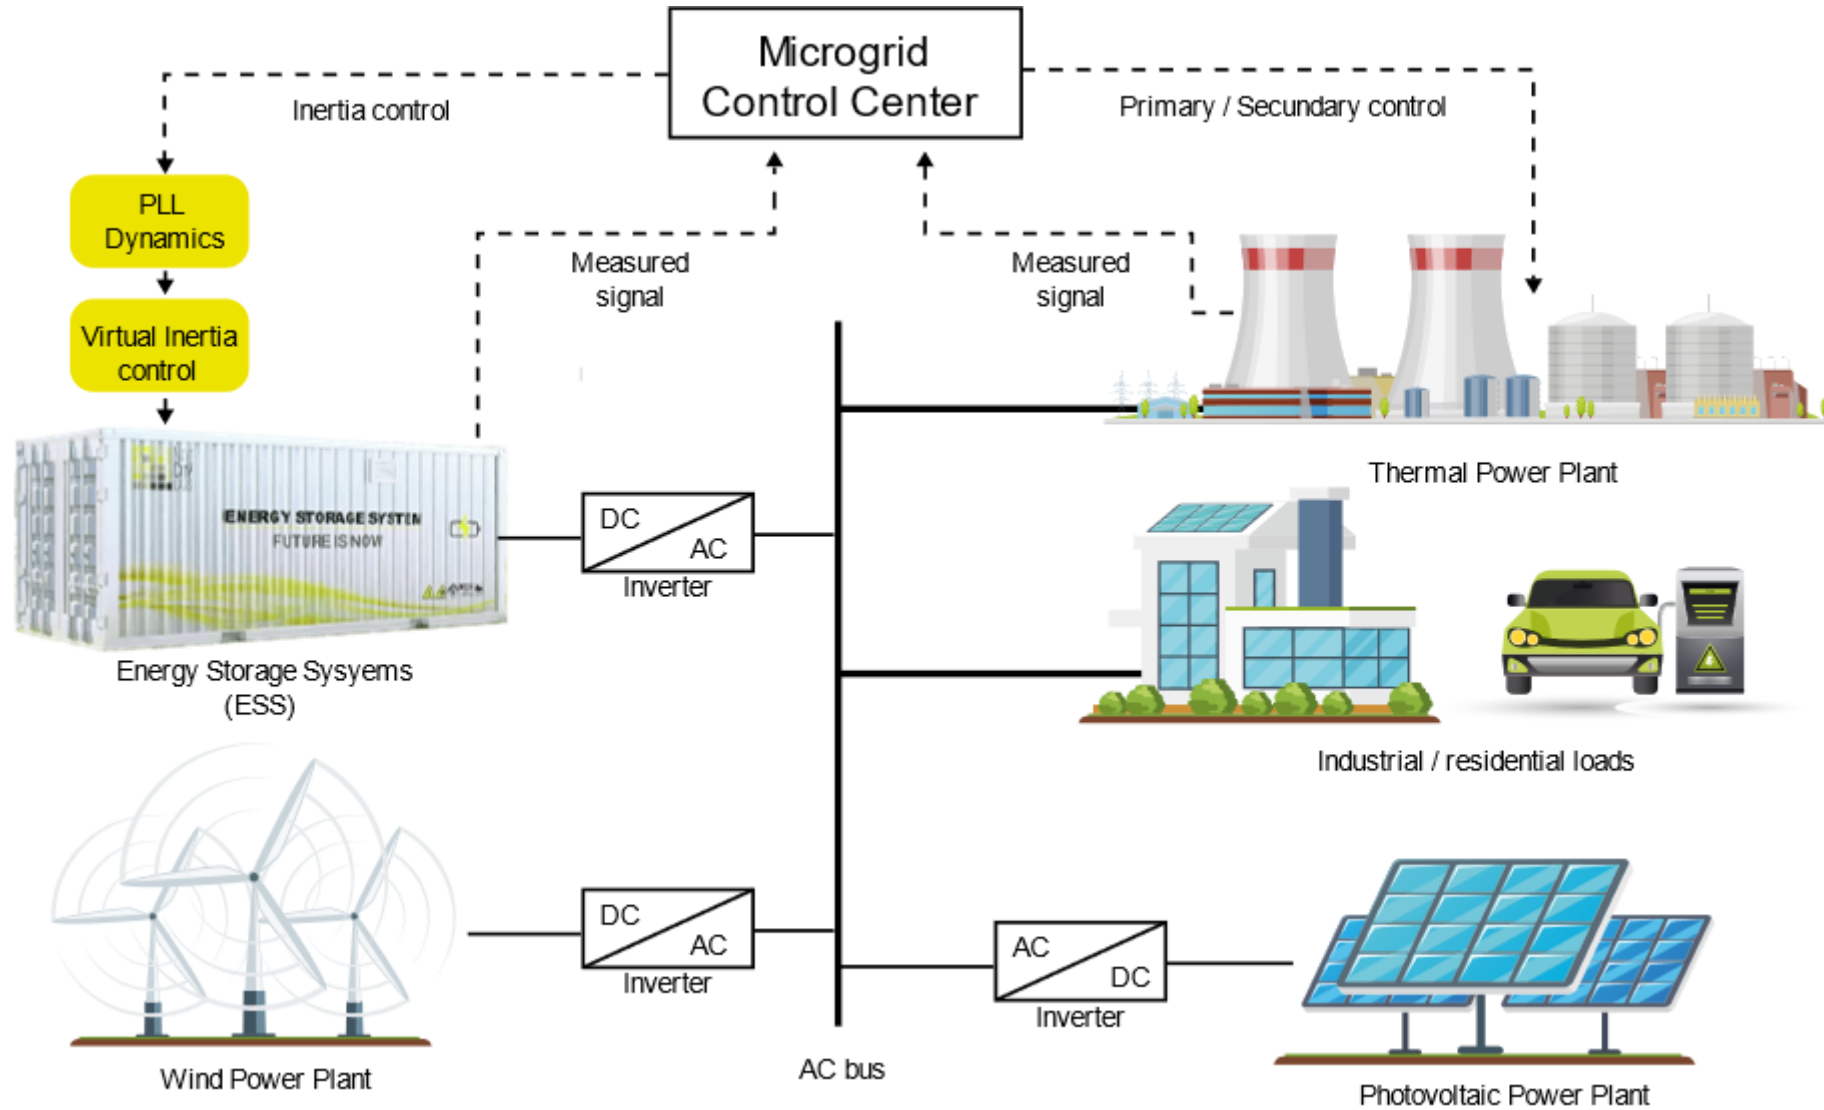 Microgrid
Control Center
Inertia control
Primary / Secundary control
PLL
Dynamics
Measured
signal
Measured
signal
Virtual Inertia
control
Thermal Power Plant
ENERGY STORAGE SYSTEM
FUTURE IS NOW
DC
AC
Inverter
Energy Storage Sysyems
(ESS)
Industrial / residential loads
DC
AC
Inverter
AC
DC
Inverter
AC bus
Wind Power Plant
Photovoltaic Power Plant